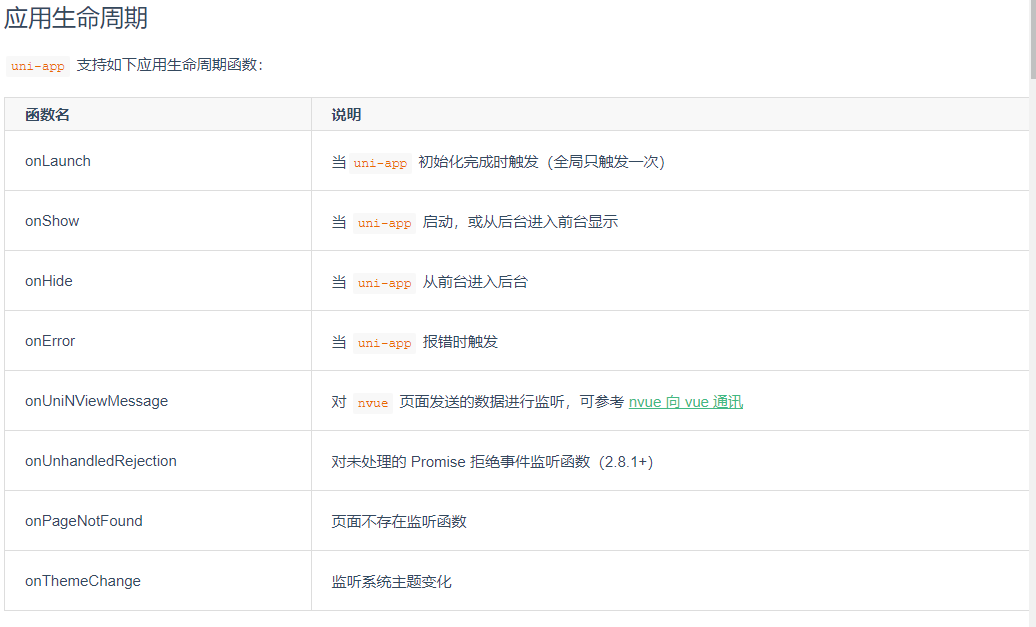 应用生命周期
uni-app 支持如下应用生命周期函数：
函数名 说明
onLaunch 当 uni-app 初始化完成时触发（全局只触发一次）
onShow 当 uni-app 启动，或从后台进入前台显示
onHide 当 uni-app 从前台进入后台
onError 当 uni-app 报错时触发
onUniNViewMessage 对 nvue 页面发送的数据进行监听，可参考 nvue 向 vue 通讯
onUnhandledRejection 对未处理的 Promise 拒绝事件监听函数（2.8.1+）
onPageNotFound 页面不存在监听函数
onThemeChange 监听系统主题变化